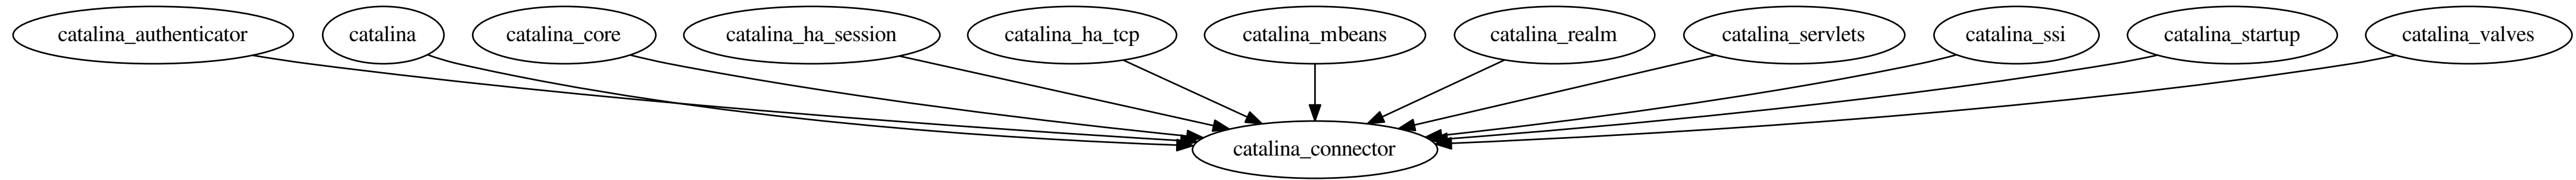 catalina_authenticator
catalina
catalina_core
catalina_ha_session
catalina_ha_tcp
catalina_mbeans
catalina_realm
catalina_servlets
catalina_ssi
catalina_startup
catalina_valves
catalina_connector